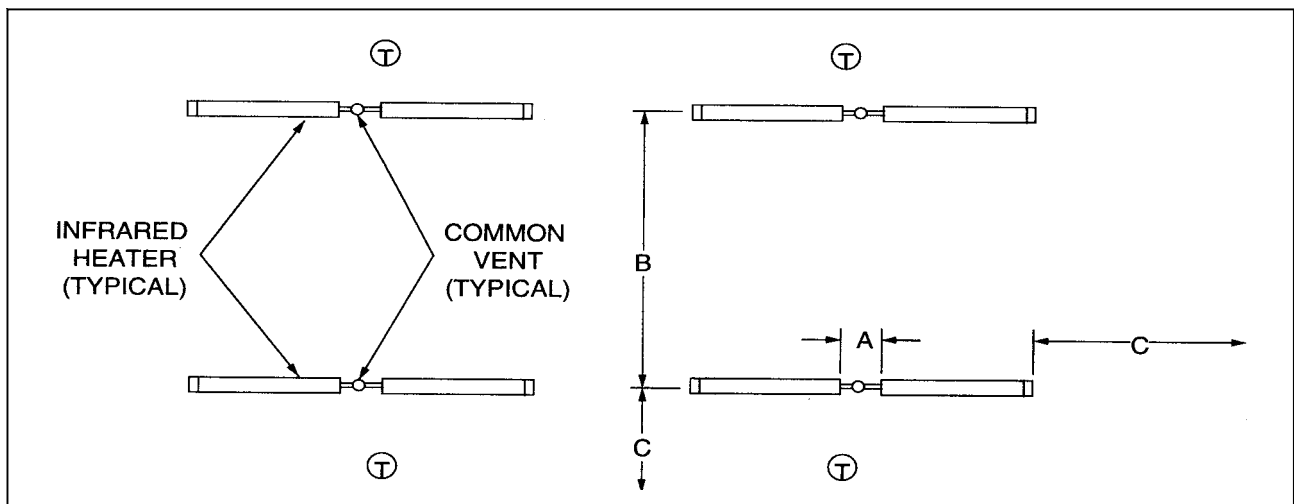 T
T
INFRARED
HEATER
(TYPICAL)
COMMON
VENT
(TYPICAL)
B
A
C
C
T
T